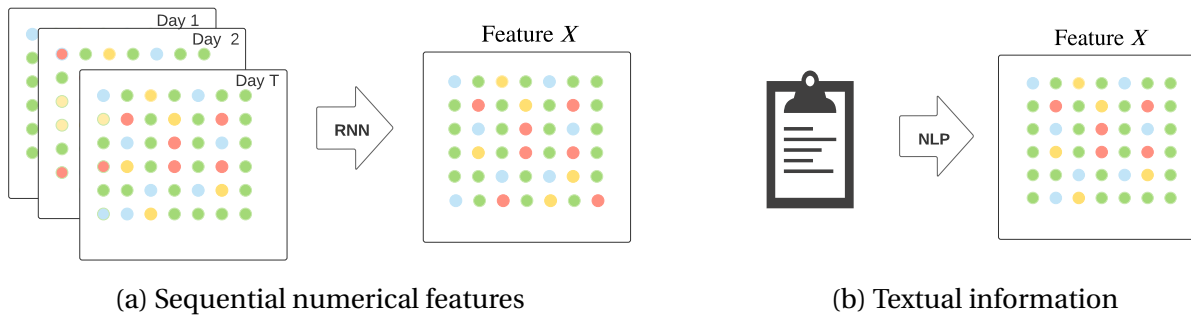 Day 1
Day 2
Day T
RNN
Feature X
(a) Sequential numerical features
NLP
Feature X
(b) Textual information